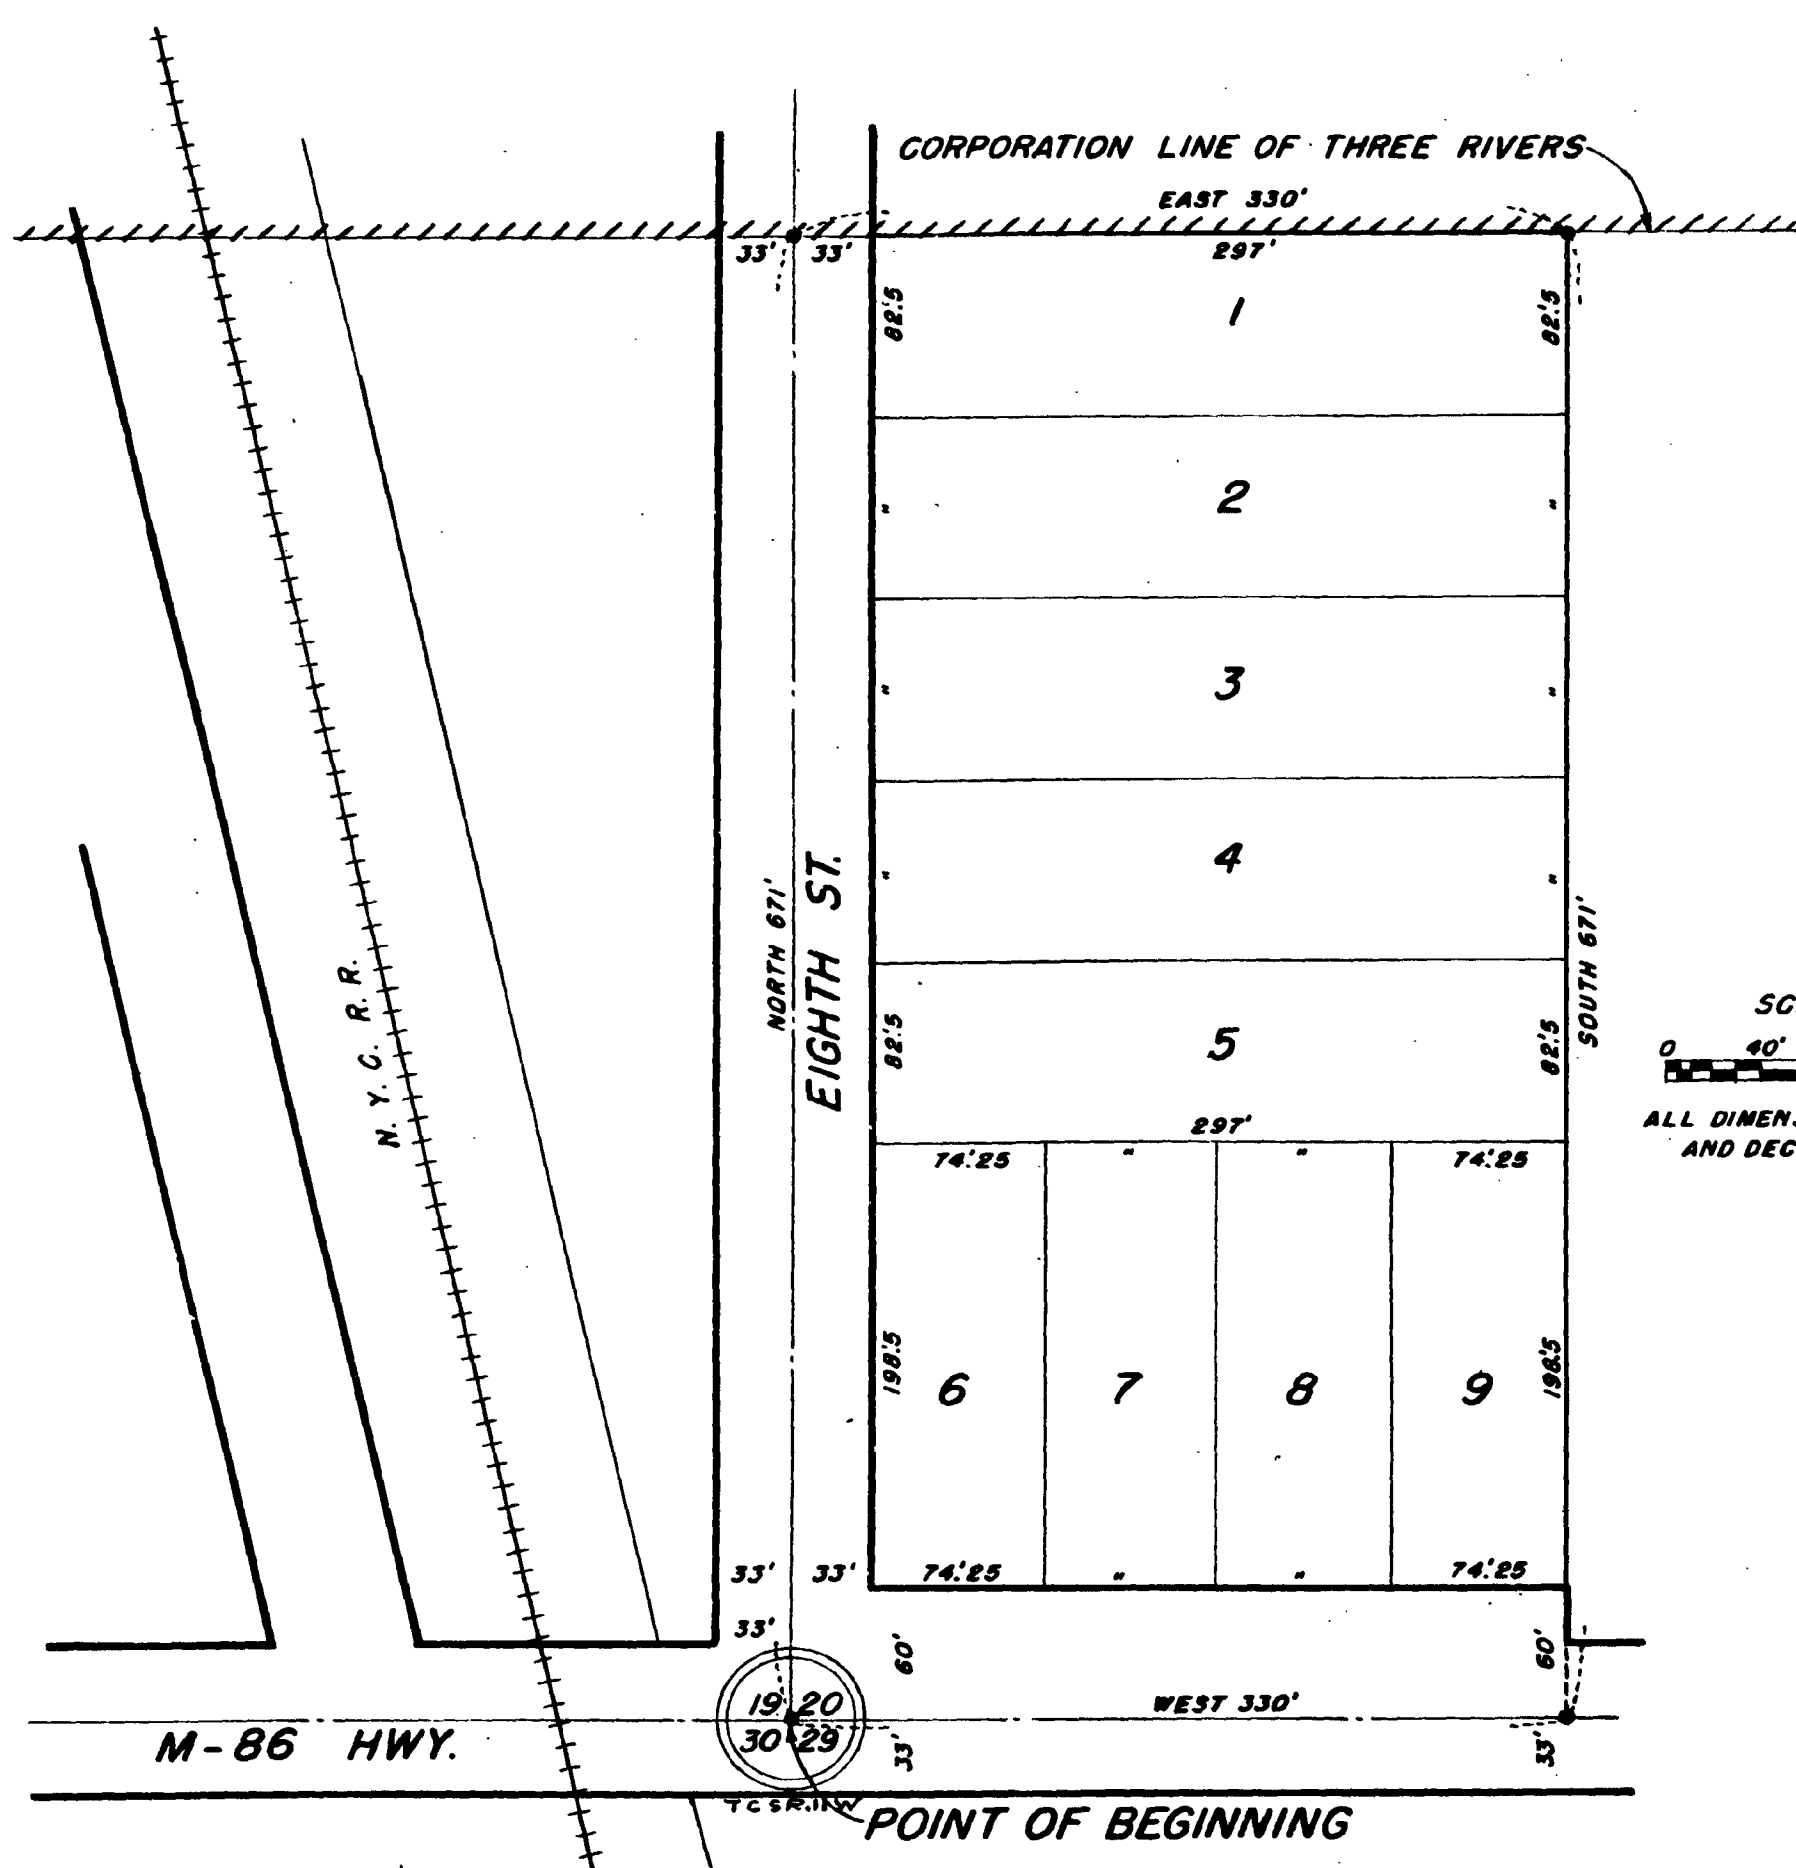 CORPORATION LINE OF THREE RIVERS
EAST 330'
33' 33'
297'
82'.5
1
82'.5
"
2
"
"
3
"
"
4
"
NORTH 671'
EIGHTH ST.
SOUTH 671'
N. Y. C. R. R.
82'.5
5
82'.5
0 40'
297'
74'.25 " " 74'.25
198'.5
6 7 8 9
198'.5
33' 33'
74'.25 " " 74'.25
33'
60'
60'
19 20
30 29
WEST 330'
M-86 HWY.
33'
33'
POINT OF BEGINNING
ALL
AND